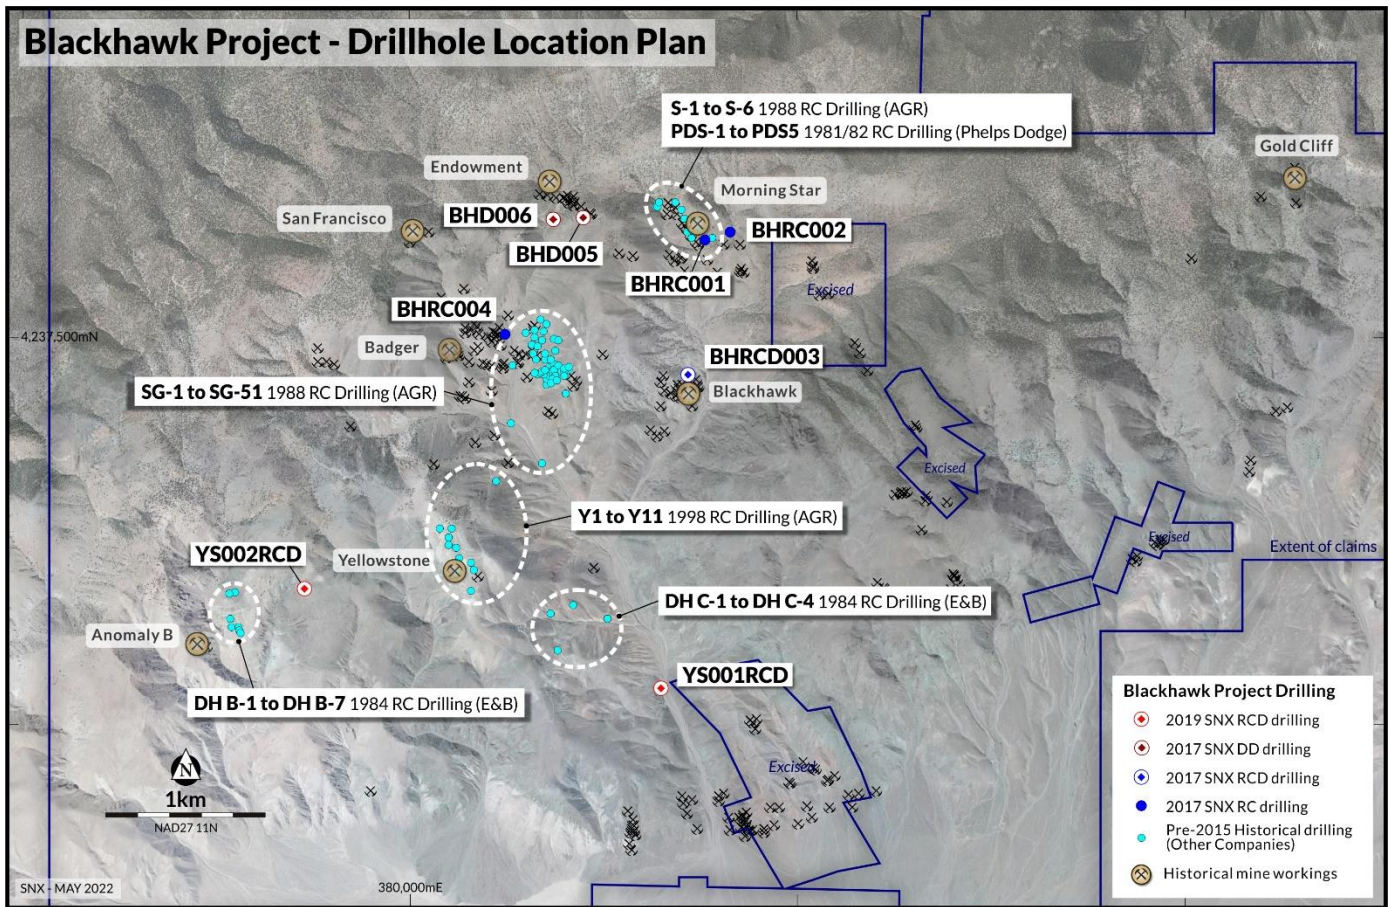 Blackhawk Project - Drillhole Location Plan
S-1 to S-6 1988 RC Drilling (AGR)
PDS-1 to PDS5 1981/82 RC Drilling (Phelps Dodge)
Gold Cliff
Endowment
Morning Star
San Francisco
BHD006
BHRC002
BHD005
BHRC001
Excised
BHRC004
4,237,500mN
Badger
BHRCD003
SG-1 to SG-51 1988 RC Drilling (AGR)
Blackhawk
Excised
Y1 to Y11 1998 RC Drilling (AGR)
Excised
Extent of claims
YS002RCD
Yellowstone
DH C-1 to DH C-4 1984 RC Drilling (E&B)
Anomaly B
YS001RCD
DH B-1 to DH B-7 1984 RC Drilling (E&B)
Excised
N
1km
NAD27 11N
SNX - MAY 2022
380,000mE
Blackhawk Project Drilling
2019 SNX RCD drilling
2017 SNX DD drilling
2017 SNX RCD drilling
2017 SNX RC drilling
Pre-2015 Historical drilling
(Other Companies)
Historical mine workings